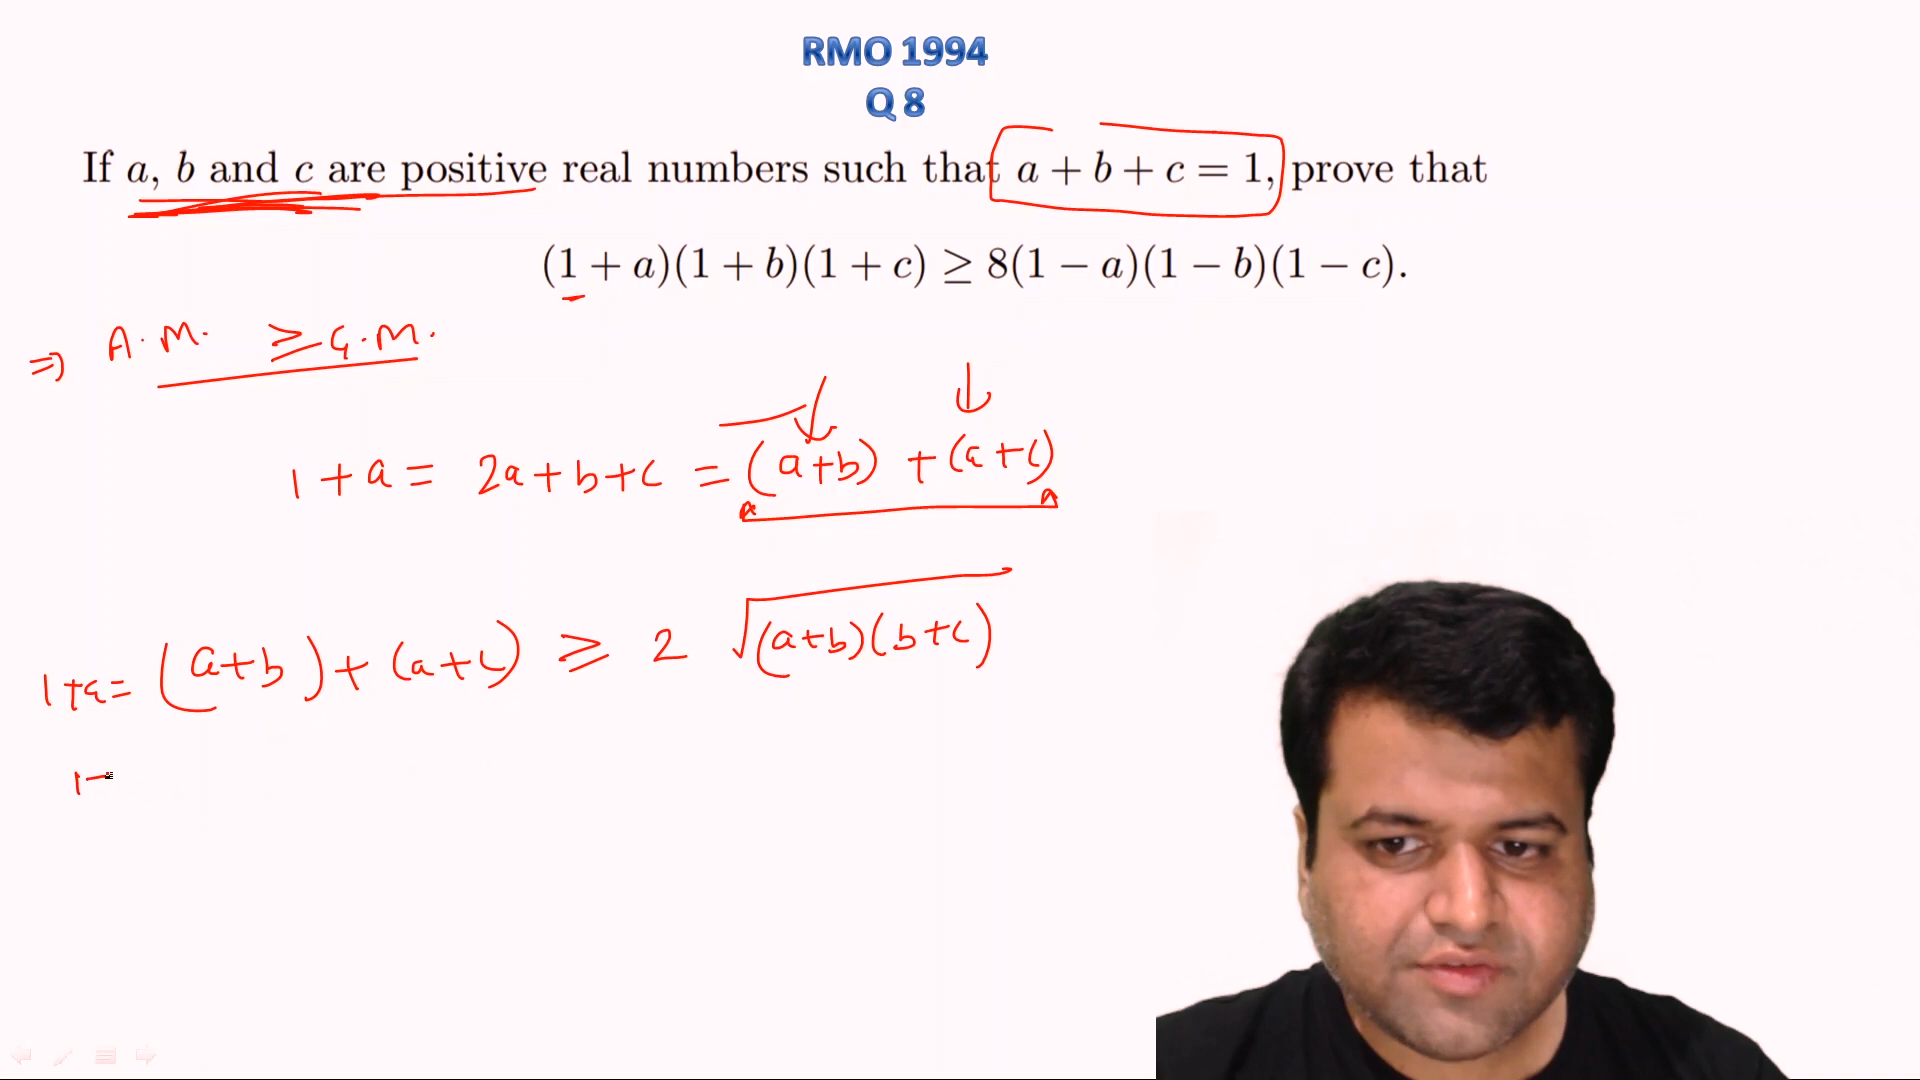 RMO 1994
Q 8
If a, b and c are positive real numbers such that a + b + c = 1, prove that
(1 + a)(1 + b)(1 + c) ≥ 8(1 − a)(1 − b)(1 − c).
⇒ A.M. ≥ G.M.
1 + a = 2a + b + c = (a+b) + (a+c)
1+a = (a+b) + (a+c) ≥ 2 √(a+b)(b+c)
1-